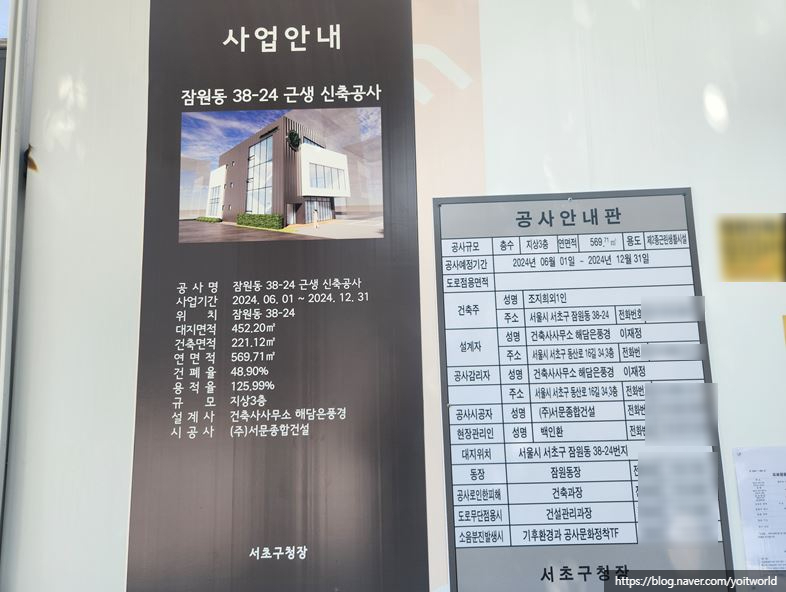 사업안내
잠원동 38-24 근생 신축공사
공 사 명 잠원동 38-24 근생 신축공사
사업기간 2024. 06. 01 ~ 2024. 12. 31
위 치 잠원동 38-24
대지면적 452,20㎡
건축면적 221,12㎡
연 면 적 569,71㎡
건 폐 율 48,90%
용 적 율 125,99%
규 모 지상3층
설 계 사 건축사사무소 해담은풍경
시 공 사 (주)서문종합건설
서초구청장
공사안내판
공사규모 층수 지상3층 연면적 569.71㎡ 용도 제2종근린생활시설
공사예정기간 2024년 06월 01일 ~ 2024년 12월 31일
도로점용면적
건축주 성명 조지희외1인
주소 서울시 서초구 잠원동 38-24 전화번호
설계자 성명 건축사사무소 해담은풍경 이재정
주소 서울시 서초구 동산로 16길 34,3층 전화번
공사감리자 성명 건축사사무소 해담은풍경 이재정
주소 서울시 서초구 동산로 16길 34,3층 전화번
공사시공자 성명 (주)서문종합건설 전화
현장관리인 성명 백인환 전화번
대지위치 서울시 서초구 잠원동 38-24번지
동장 잠원동장
공사로인한피해 건축과장
도로무단점용시 건설관리과장
소음분진발생시 기후환경과 공사문화정착TF
서초구청장
https://blog.naver.com/yoitworld